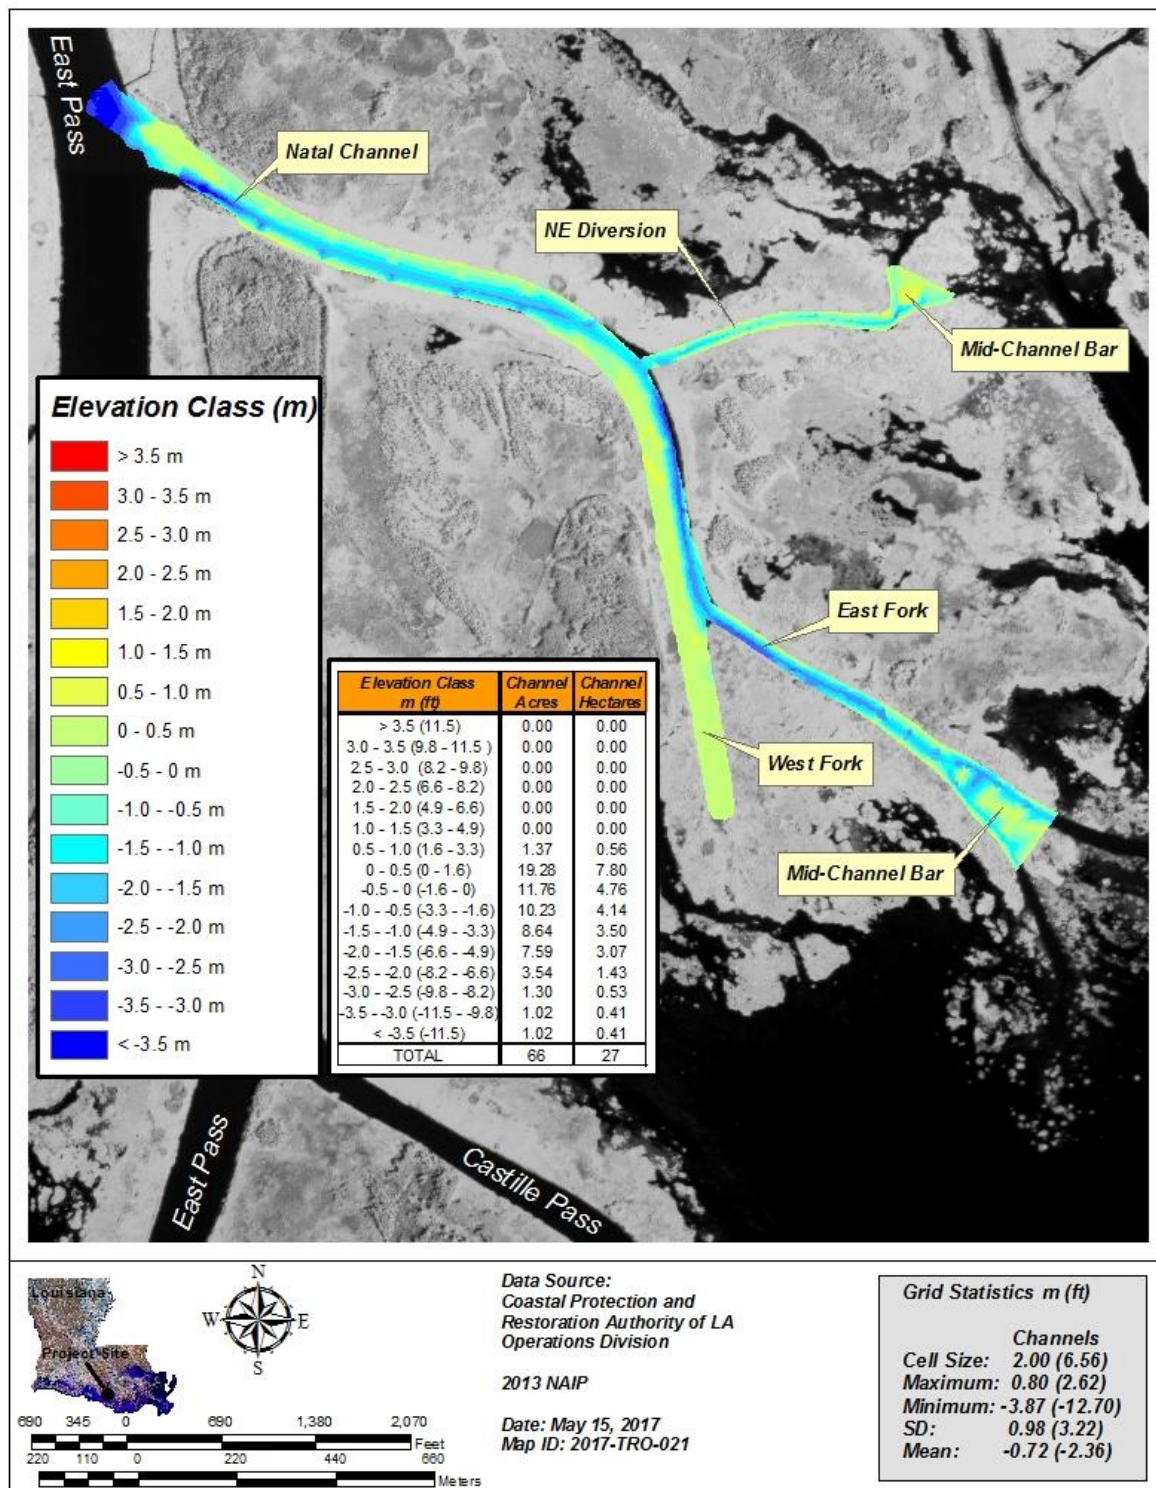 East Pass
Natal Channel
NE Diversion
Mid-Channel Bar
Elevation Class (m)
> 3.5 m
3.0 - 3.5 m
2.5 - 3.0 m
2.0 - 2.5 m
1.5 - 2.0 m
1.0 - 1.5 m
0.5 - 1.0 m
0 - 0.5 m
-0.5 - 0 m
-1.0 - -0.5 m
-1.5 - -1.0 m
-2.0 - -1.5 m
-2.5 - -2.0 m
-3.0 - -2.5 m
-3.5 - -3.0 m
< -3.5 m
East Fork
West Fork
Mid-Channel Bar
Elevation Class m (ft) Channel Acres Channel Hectares
> 3.5 (11.5) 0.00 0.00
3.0 - 3.5 (9.8 - 11.5 ) 0.00 0.00
2.5 - 3.0 (8.2 - 9.8) 0.00 0.00
2.0 - 2.5 (6.6 - 8.2) 0.00 0.00
1.5 - 2.0 (4.9 - 6.6) 0.00 0.00
1.0 - 1.5 (3.3 - 4.9) 0.00 0.00
0.5 - 1.0 (1.6 - 3.3) 1.37 0.56
0 - 0.5 (0 - 1.6) 19.28 7.80
-0.5 - 0 (-1.6 - 0) 11.76 4.76
-1.0 - -0.5 (-3.3 - -1.6) 10.23 4.14
-1.5 - -1.0 (-4.9 - -3.3) 8.64 3.50
-2.0 - -1.5 (-6.6 - -4.9) 7.59 3.07
-2.5 - -2.0 (-8.2 - -6.6) 3.54 1.43
-3.0 - -2.5 (-9.8 - -8.2) 1.30 0.53
-3.5 - -3.0 (-11.5 - -9.8) 1.02 0.41
< -3.5 (-11.5) 1.02 0.41
TOTAL 66 27
East Pass
Castille Pass
Louisiana
Project Site
N
W E
S
690 345 0 690 1,380 2,070
Feet
220 110 0 220 440 660
Meters
Data Source:
Coastal Protection and
Restoration Authority of LA
Operations Division
2013 NAIP
Date: May 15, 2017
Map ID: 2017-TRO-021
Grid Statistics m (ft)
Channels
Cell Size: 2.00 (6.56)
Maximum: 0.80 (2.62)
Minimum: -3.87 (-12.70)
SD: 0.98 (3.22)
Mean: -0.72 (-2.36)